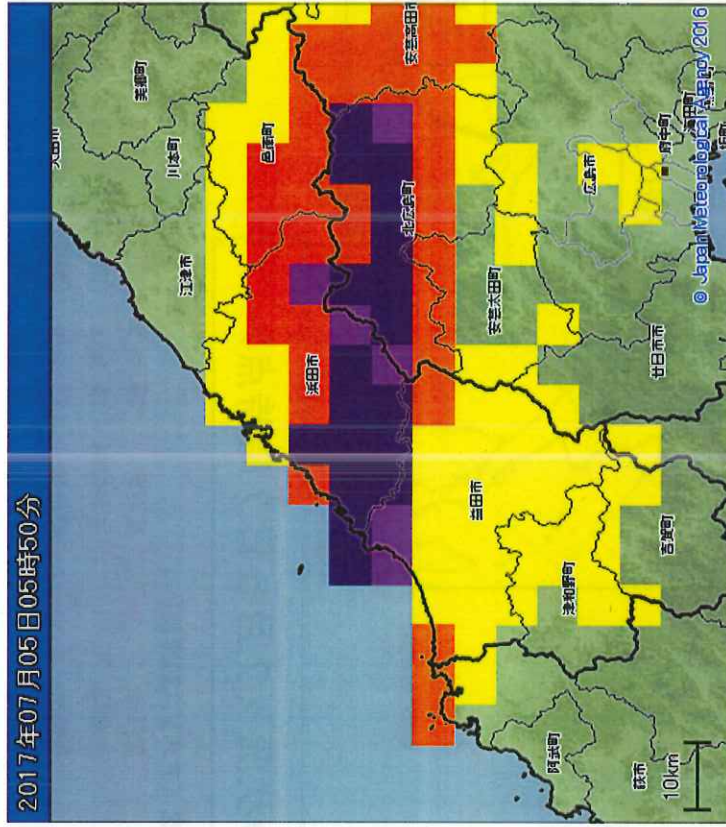 2017年07月05日05時50分
美郷町
川本町
江津市
邑南町
安芸高田市
浜田市
北広島町
益田市
安芸太田町
広島市
府中町
海田町
津和野町
廿日市市
吉賀町
阿武町
萩市
10km
© Japan Meteorological Agency 2016